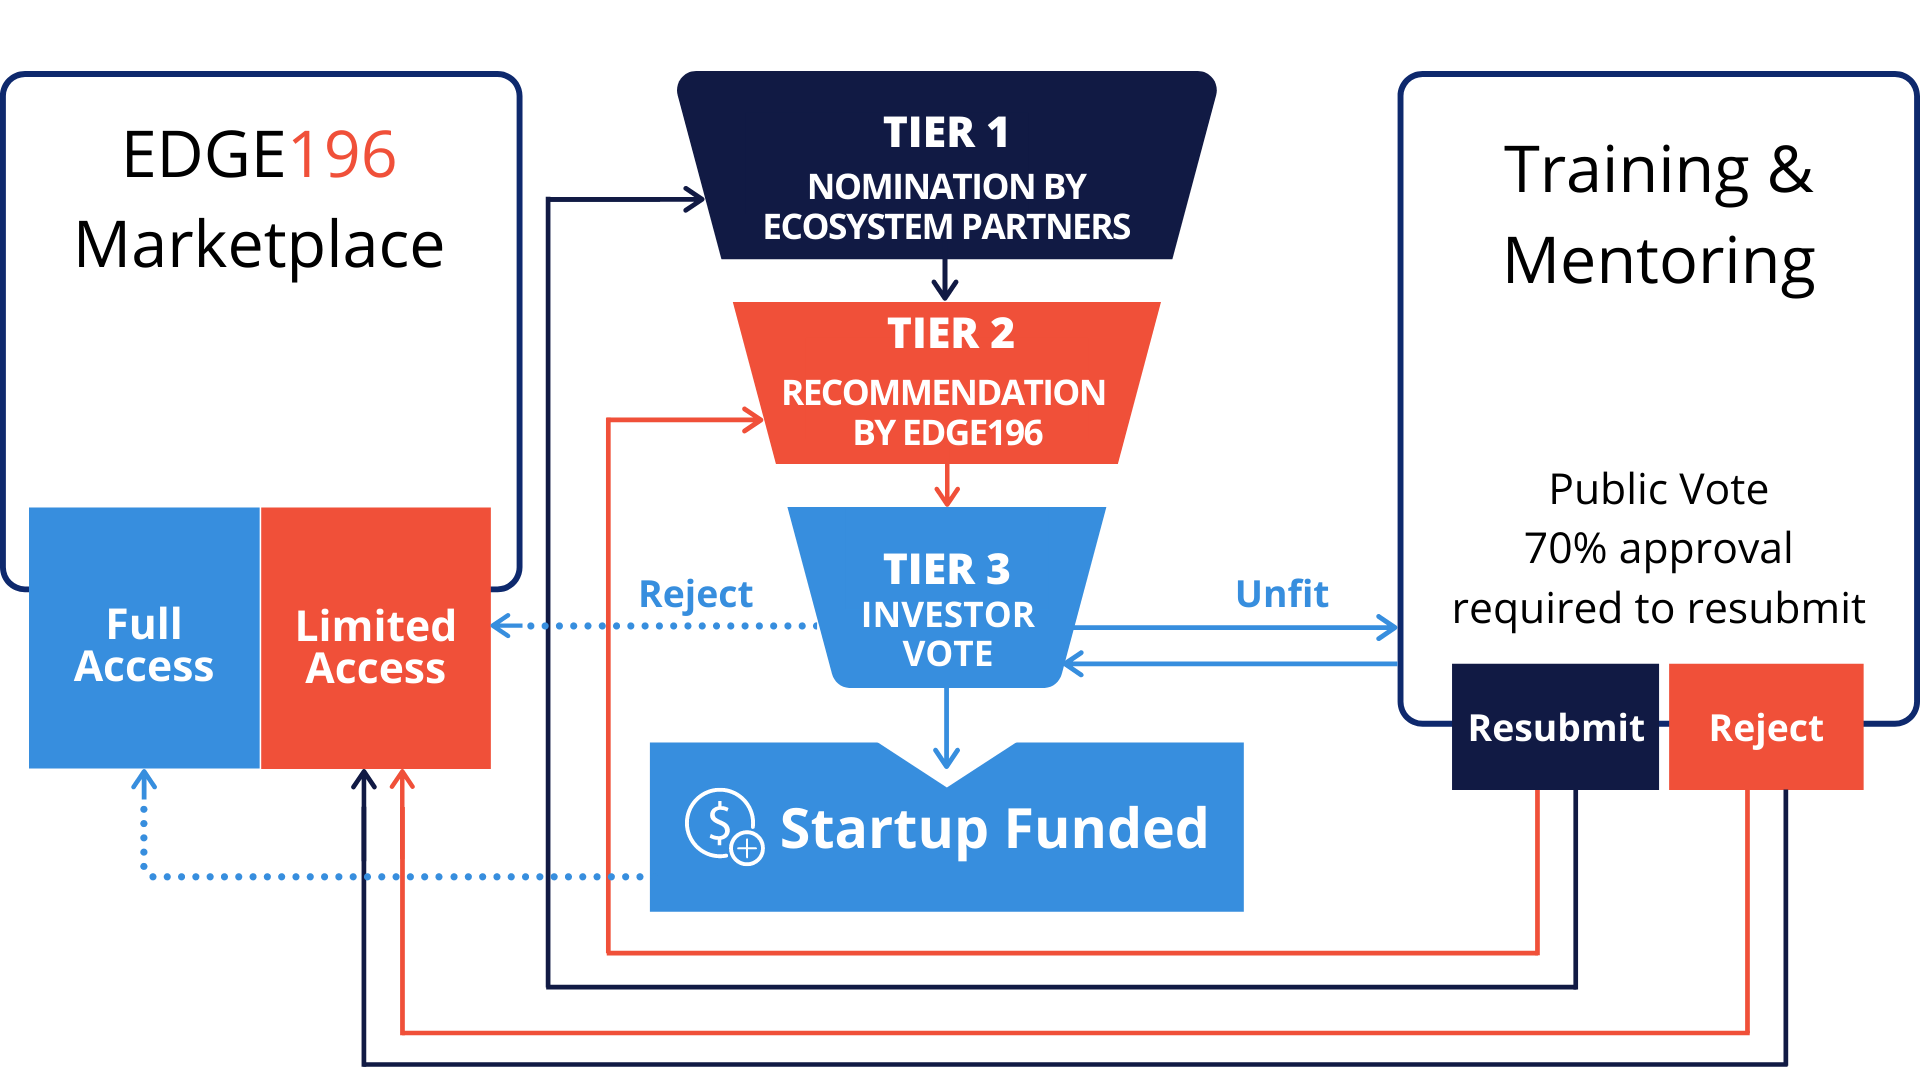 EDGE196
Marketplace
Full
Access
Limited
Access
TIER 1
NOMINATION BY
ECOSYSTEM PARTNERS
TIER 2
RECOMMENDATION
BY EDGE196
TIER 3
INVESTOR
VOTE
Reject
Unfit
$
Startup Funded
Training &
Mentoring
Public Vote
70% approval
required to resubmit
Resubmit
Reject